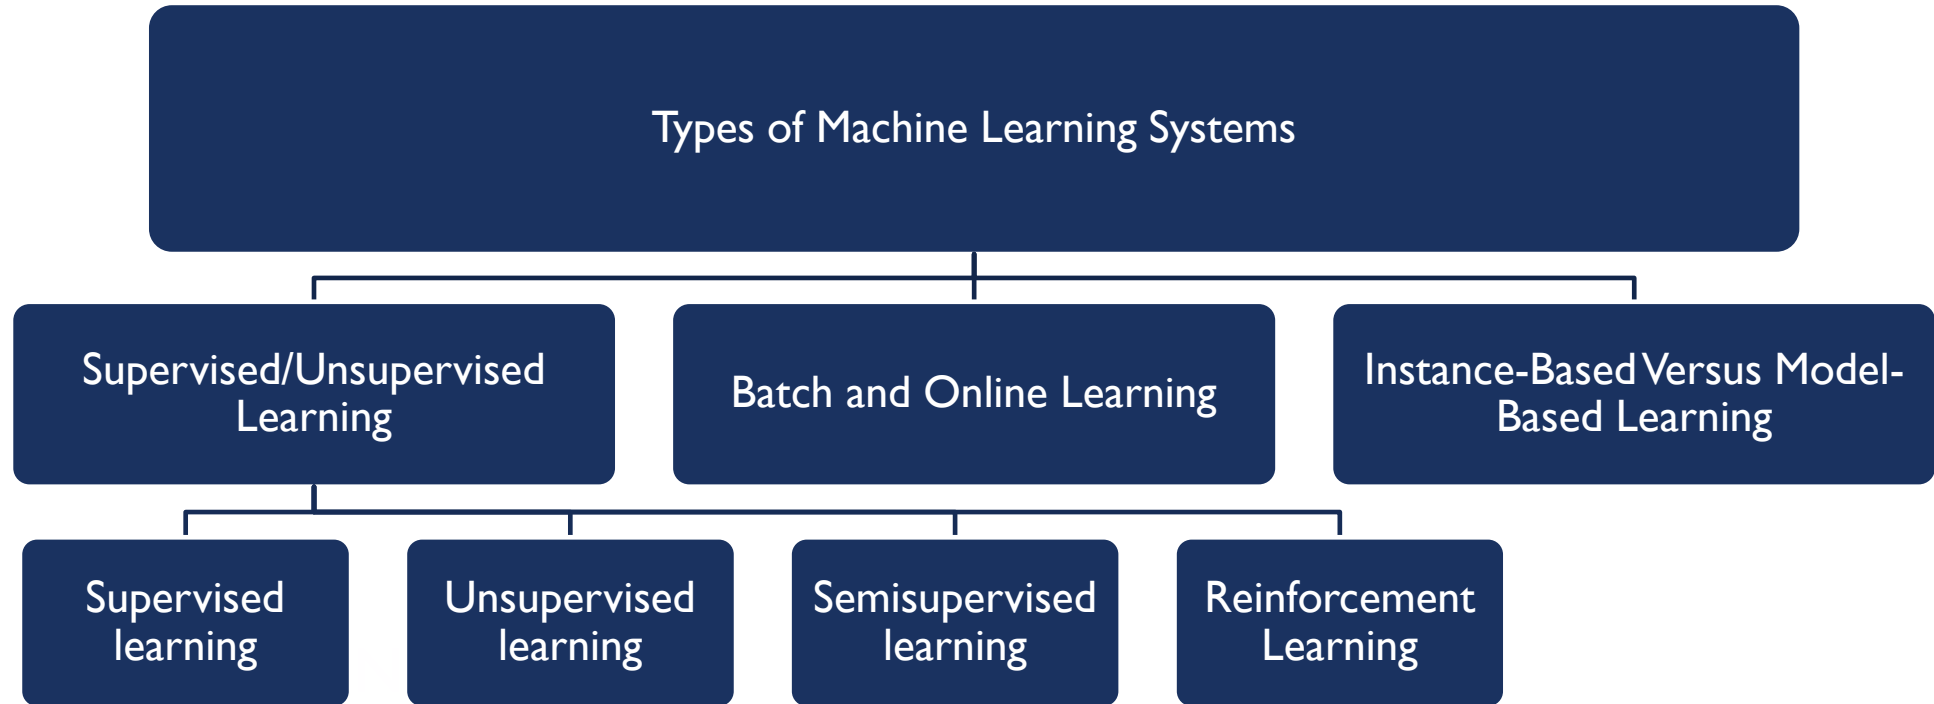 Types of Machine Learning Systems
Supervised/Unsupervised
Learning
Batch and Online Learning
Instance-Based Versus Model-
Based Learning
Supervised
learning
Unsupervised
learning
Semisupervised
learning
Reinforcement
Learning